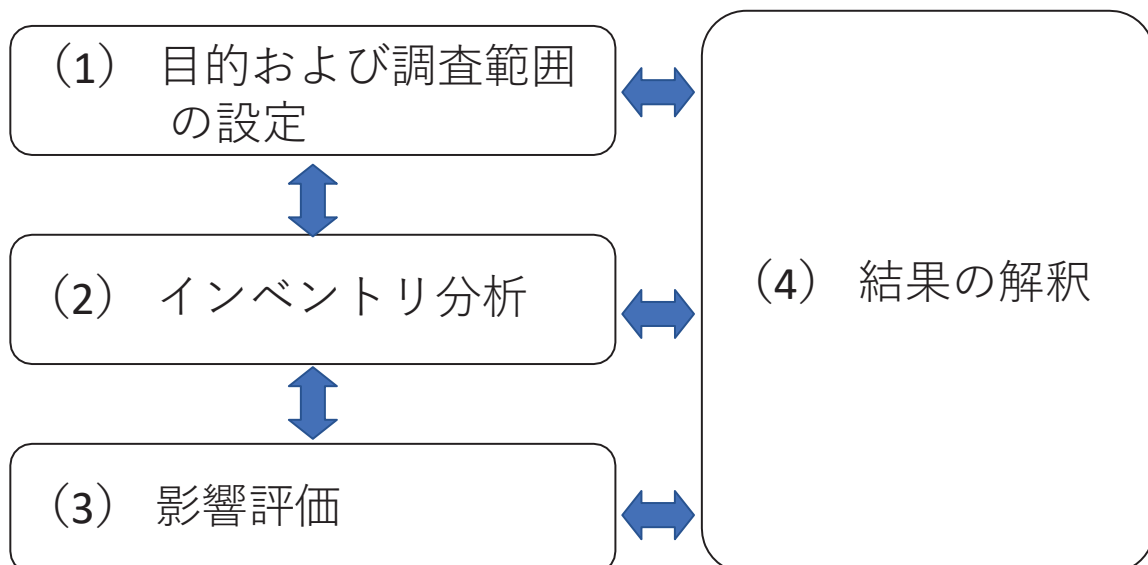 （1） 目的および調査範囲
の設定
（2） インベントリ分析
（3） 影響評価
（4） 結果の解釈